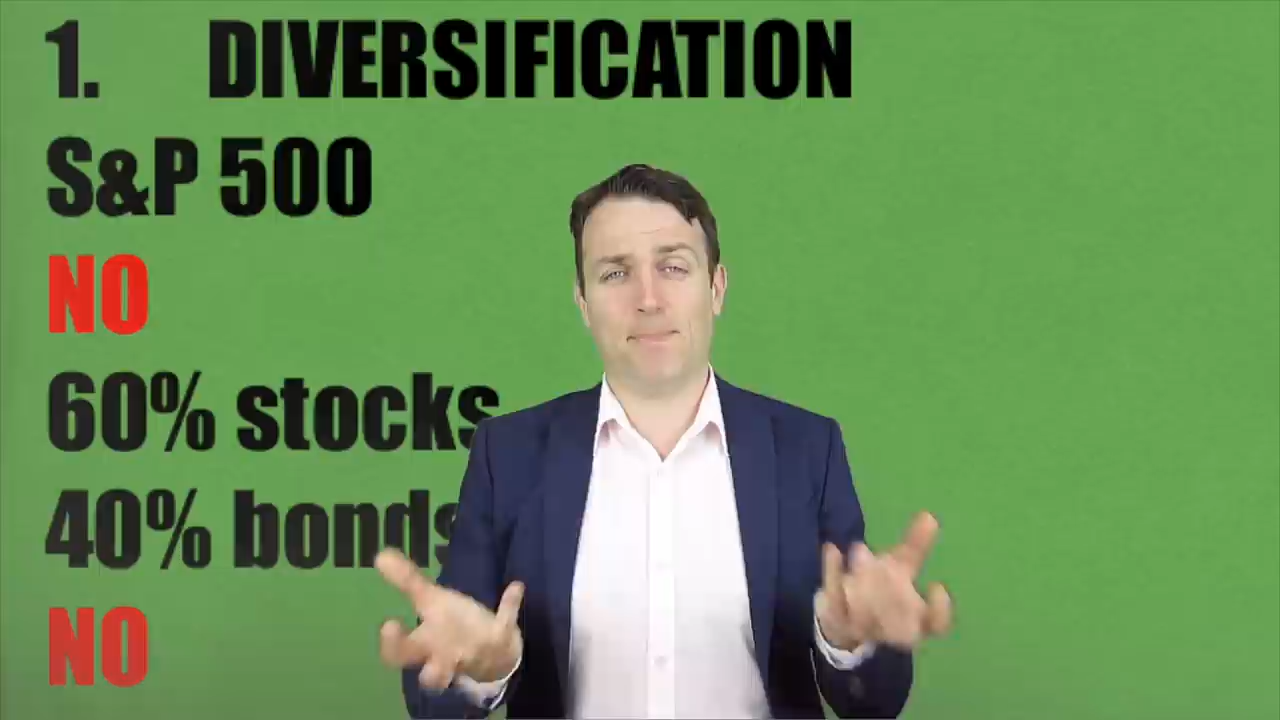 1. DIVERSIFICATION
S&P 500
NO
60% stocks
40% bonds
NO